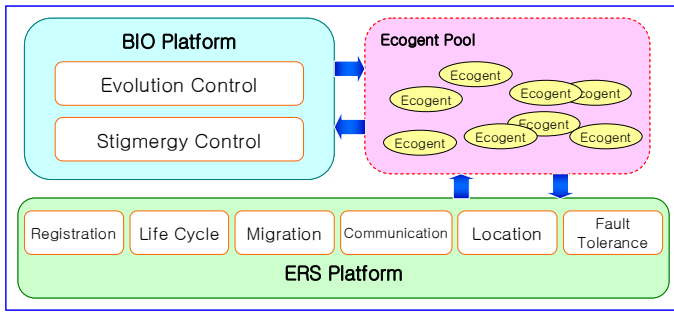 BIO Platform
Evolution Control
Stigmergy Control
Ecogent Pool
Ecogent
Ecogent
Ecogent
cogent
Ecogent
Ecogent
Ecogent
Ecogent
Registration
Life Cycle
Migration
Communication
Location
Fault
Tolerance
ERS Platform